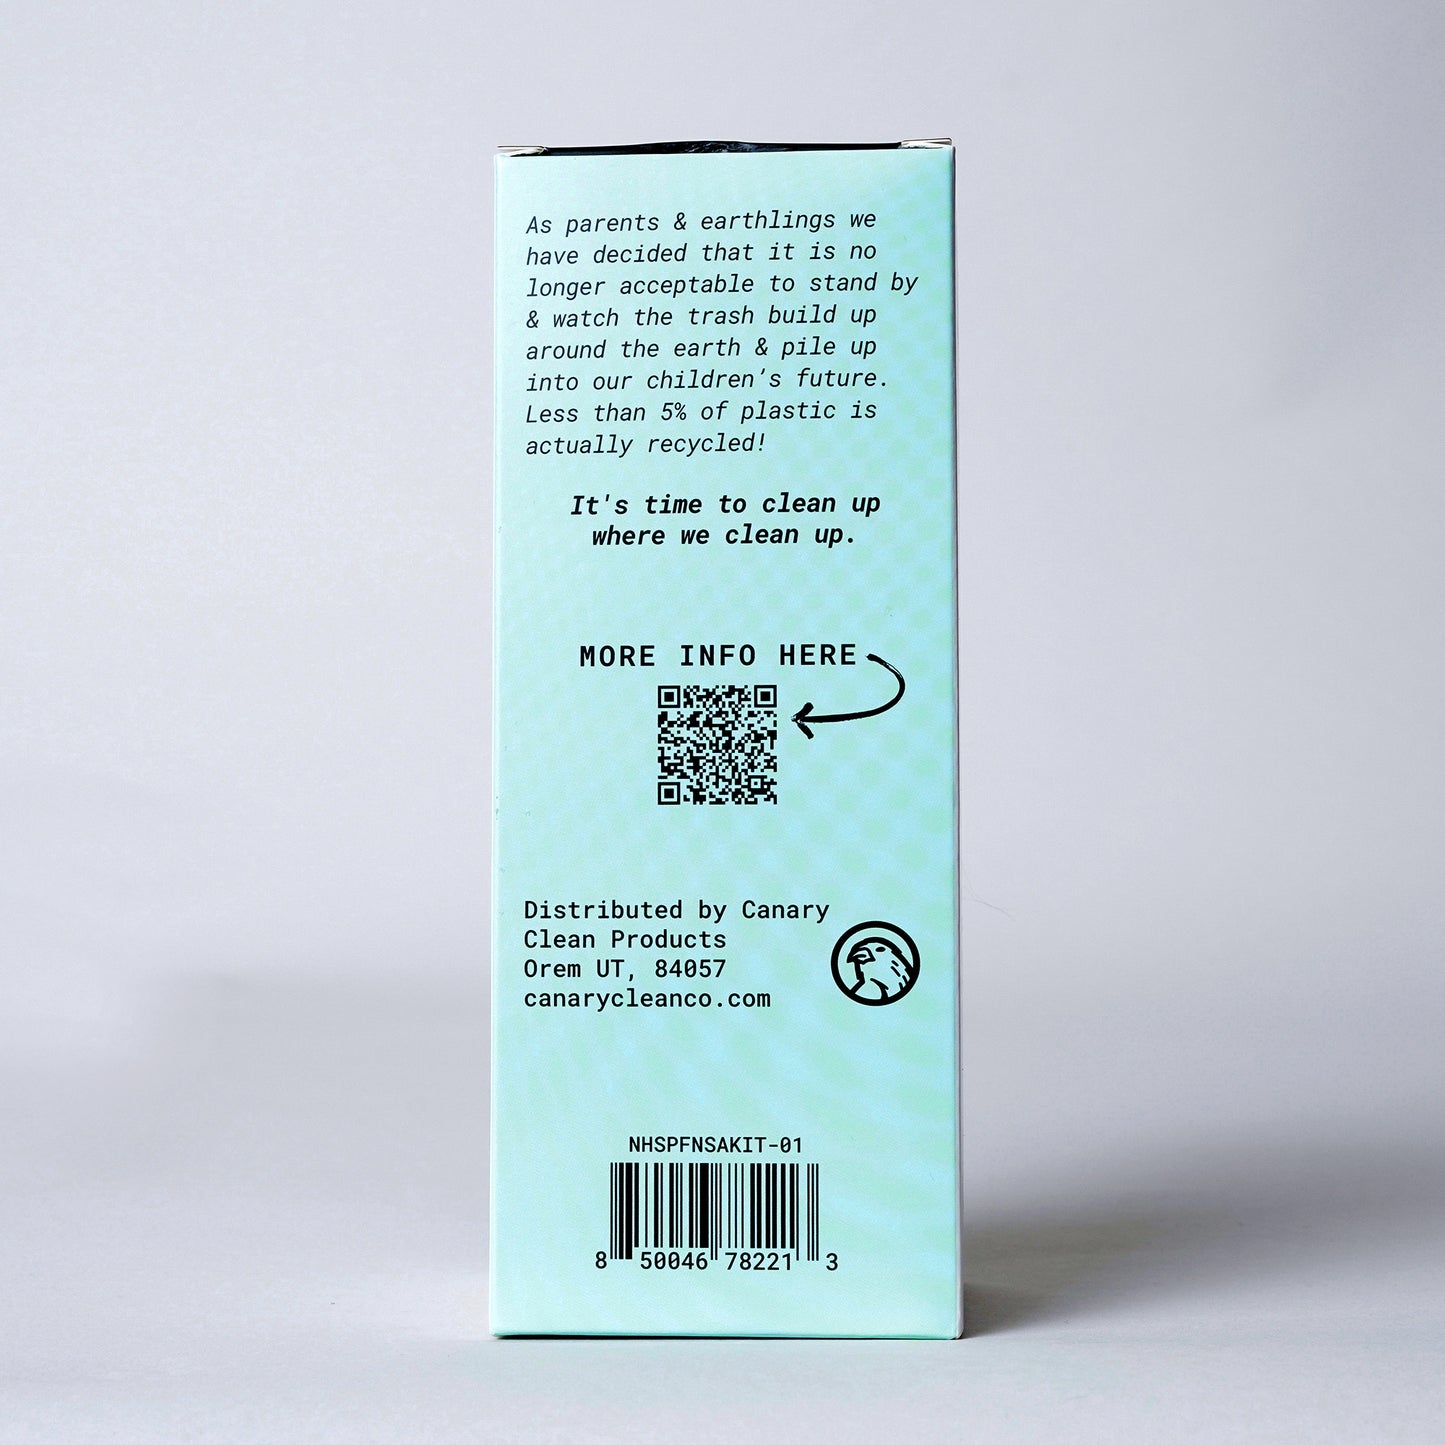 As parents & earthlings we
have decided that it is no
longer acceptable to stand by
& watch the trash build up
around the earth & pile up
into our children’s future.
Less than 5% of plastic is
actually recycled!
It's time to clean up
where we clean up.
MORE INFO HERE
Distributed by Canary
Clean Products
Orem UT, 84057
canarycleanco.com
NHSPFNSAKIT-01
8 50046 78221 3